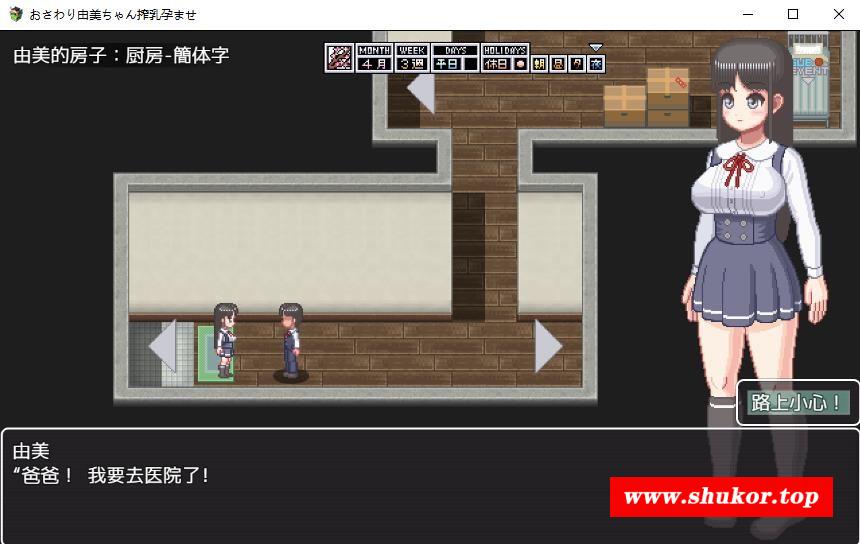 おさわり由美ちゃん搾乳孕ませ
由美的房子：厨房-簡体字
MONTH WEEK DAYS HOLIDAYS
4月 3週 平日 休日 朝 昼 夕 夜
EVENT
路上小心！
由美
“爸爸！ 我要去医院了!
www.shukor.top